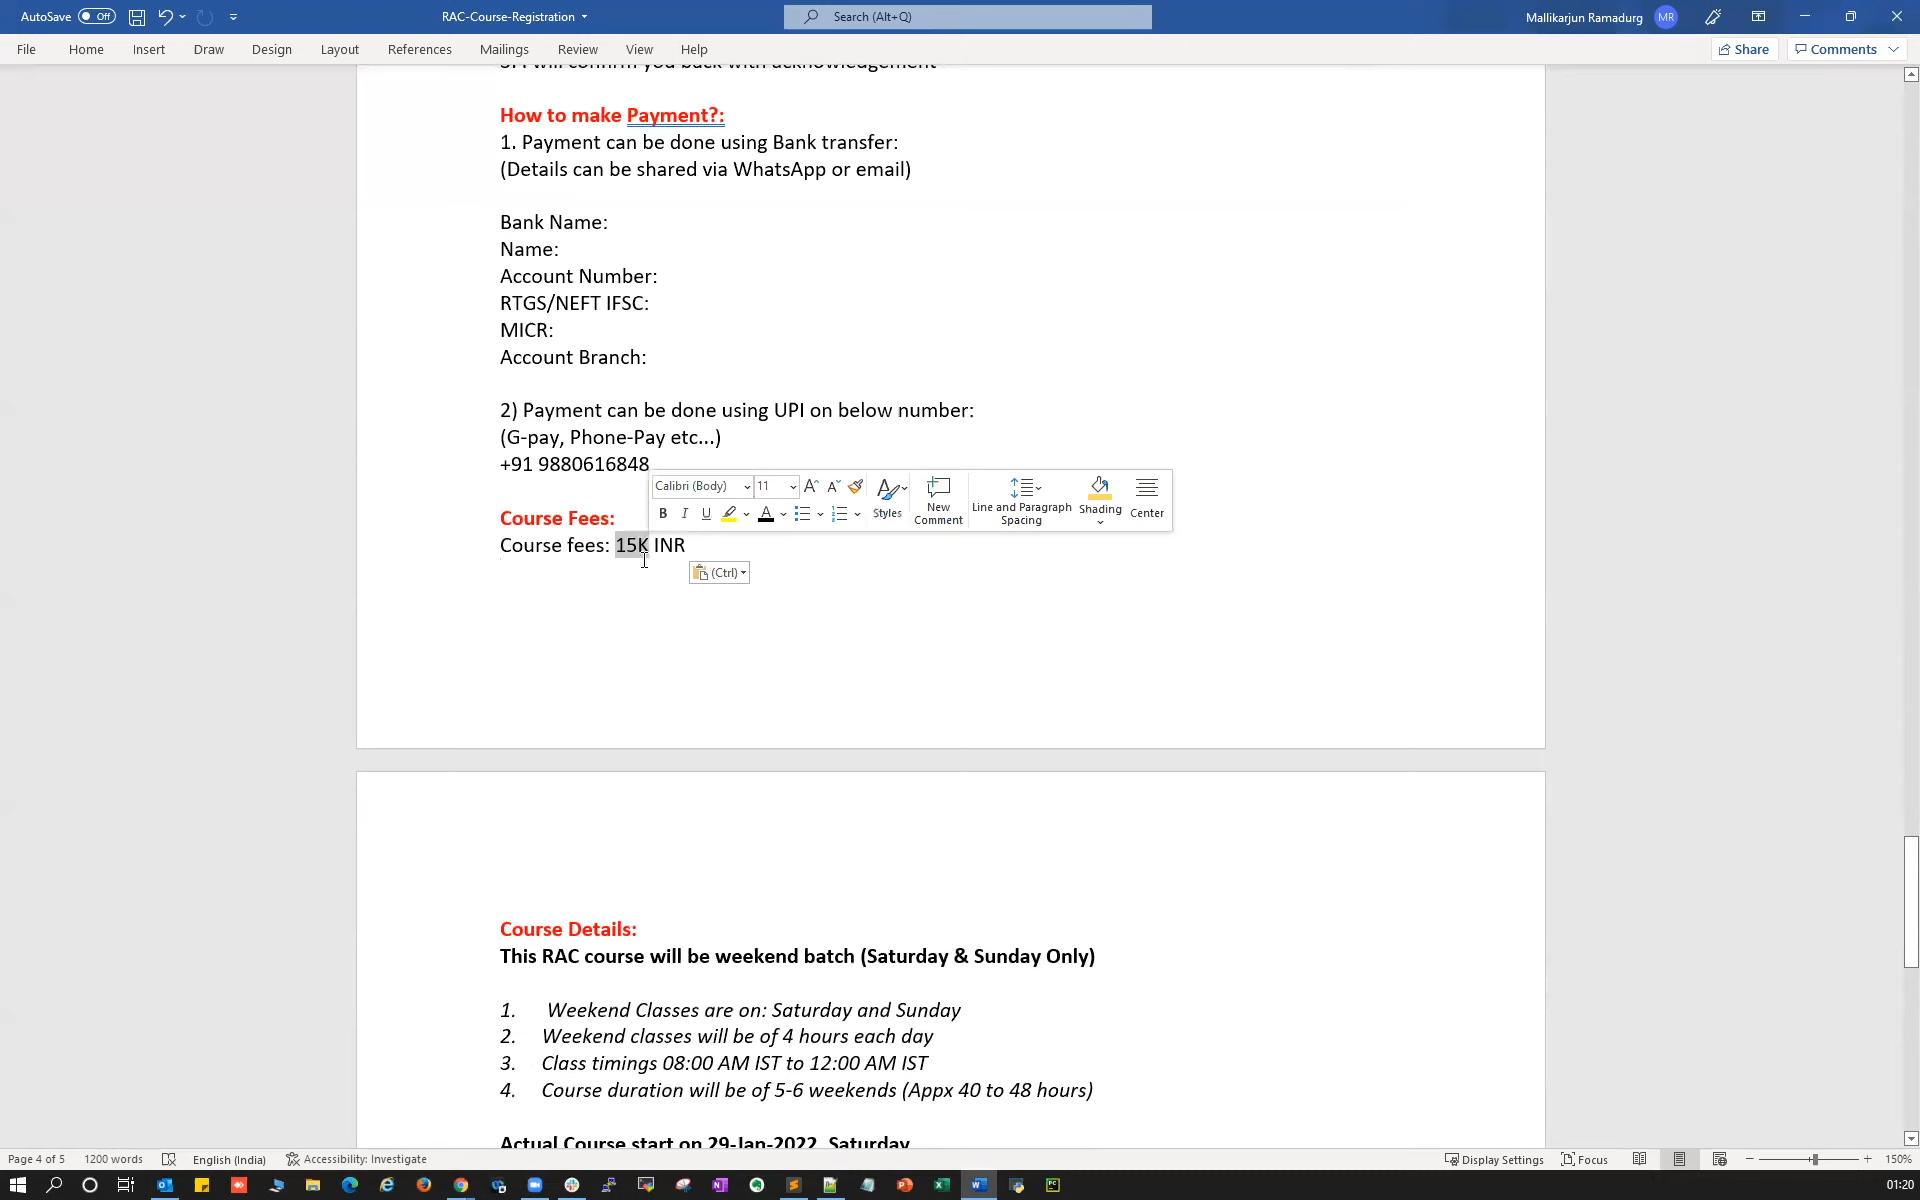 AutoSave Off
RAC-Course-Registration
Search (Alt+Q)
Mallikarjun Ramadurg MR
File Home Insert Draw Design Layout References Mailings Review View Help
Share Comments
3. I will confirm you back with acknowledgement
How to make Payment?:
1. Payment can be done using Bank transfer:
(Details can be shared via WhatsApp or email)
Bank Name:
Name:
Account Number:
RTGS/NEFT IFSC:
MICR:
Account Branch:
2) Payment can be done using UPI on below number:
(G-pay, Phone-Pay etc...)
+91 9880616848
Calibri (Body) 11
B I U A Styles
New Comment
Line and Paragraph Spacing
Shading
Center
Course Fees:
Course fees: 15K INR
(Ctrl)
Course Details:
This RAC course will be weekend batch (Saturday & Sunday Only)
1. Weekend Classes are on: Saturday and Sunday
2. Weekend classes will be of 4 hours each day
3. Class timings 08:00 AM IST to 12:00 AM IST
4. Course duration will be of 5-6 weekends (Appx 40 to 48 hours)
Actual Course start on 29-Jan-2022, Saturday
Page 4 of 5 1200 words English (India) Accessibility: Investigate Display Settings Focus 150%
01:20